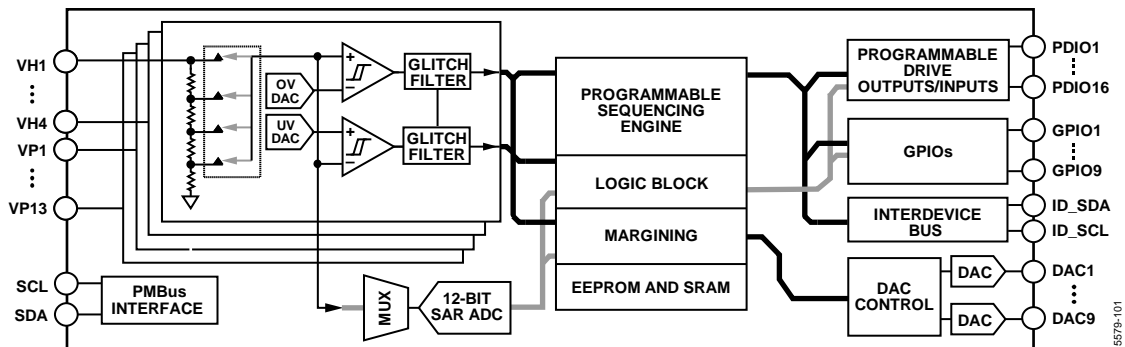 VH1
VH4
VP1
VP13
SCL
SDA
PMBus
INTERFACE
OV
DAC
UV
DAC
+
−
+
−
GLITCH
FILTER
GLITCH
FILTER
MUX
12-BIT
SAR ADC
PROGRAMMABLE
SEQUENCING
ENGINE
LOGIC BLOCK
MARGINING
EEPROM AND SRAM
PROGRAMMABLE
DRIVE
OUTPUTS/INPUTS
GPIOs
INTERDEVICE
BUS
DAC
CONTROL
DAC
DAC
PDIO1
PDIO16
GPIO1
GPIO9
ID_SDA
ID_SCL
DAC1
DAC9
5579-101